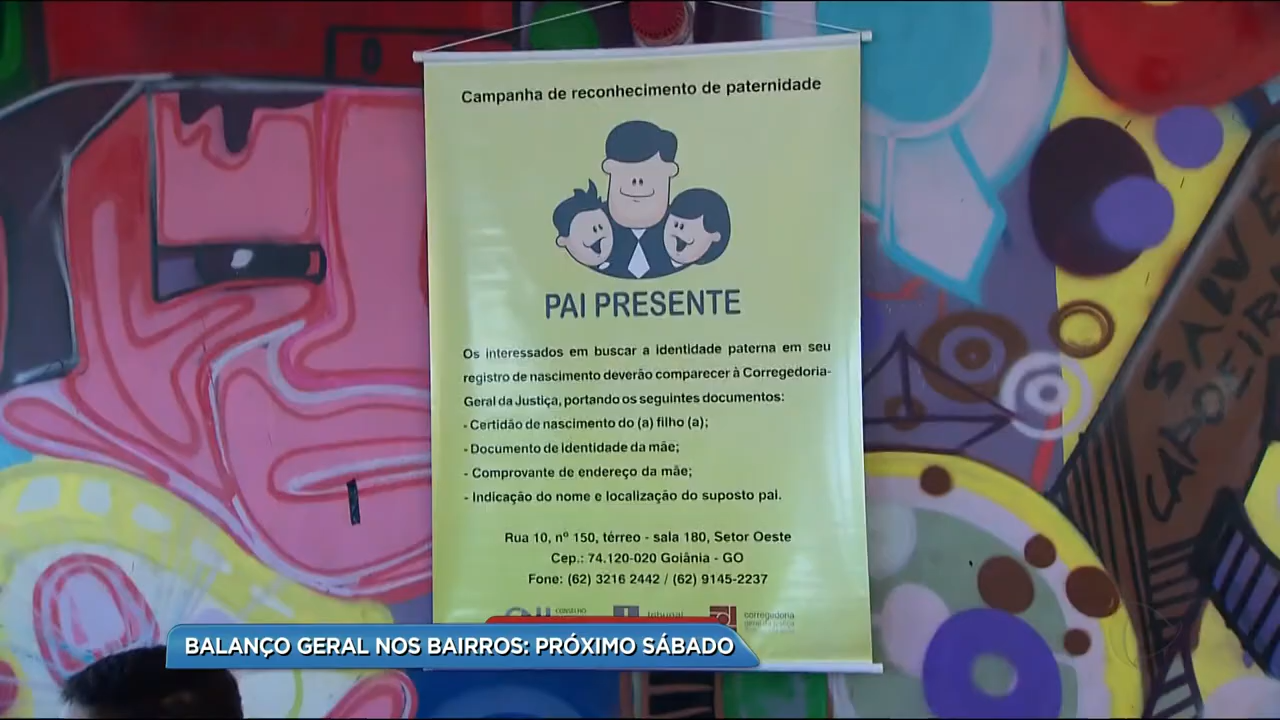 Campanha de reconhecimento de paternidade
PAI PRESENTE
Os interessados em buscar a identidade paterna em seu
registro de nascimento deverão comparecer à Corregedoria-
Geral da Justiça, portando os seguintes documentos:
- Certidão de nascimento do (a) filho (a);
- Documento de identidade da mãe;
- Comprovante de endereço da mãe;
- Indicação do nome e localização do suposto pai.
Rua 10, nº 150, térreo - sala 180, Setor Oeste
Cep.: 74.120-020 Goiânia - GO
Fone: (62) 3216 2442 / (62) 9145-2237
CONSELHO
corregedoria
BALANÇO GERAL NOS BAIRROS: PRÓXIMO SÁBADO
SALVE
CAPOEIRA